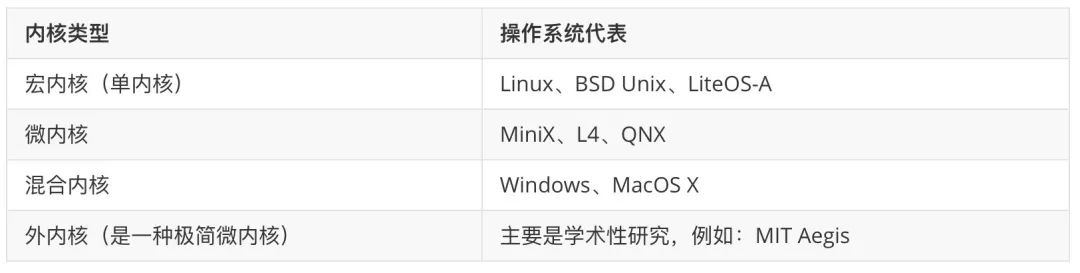 内核类型 操作系统代表
宏内核（单内核） Linux、BSD Unix、LiteOS-A
微内核 MiniX、L4、QNX
混合内核 Windows、MacOS X
外内核（是一种极简微内核） 主要是学术性研究，例如：MIT Aegis